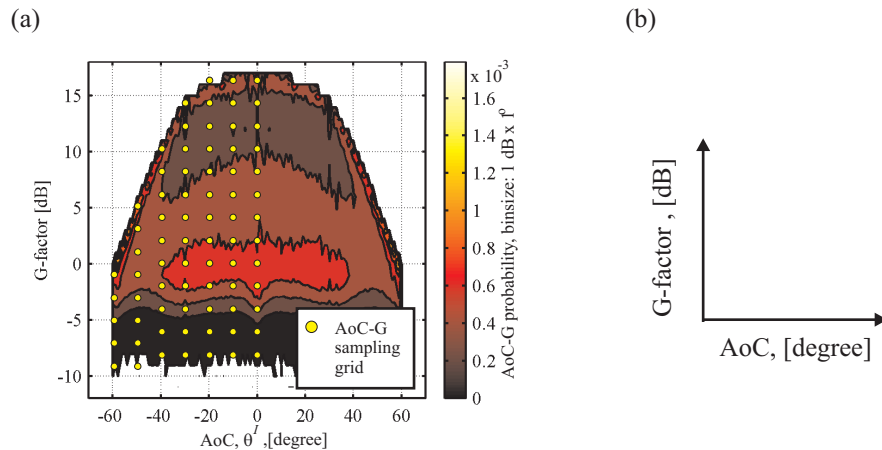 (a)
(b)
x 10⁻³
15
10
5
0
-5
-10
G-factor [dB]
-60
-40
-20
0
20
40
60
AoC, θᴵ ,[degree]
AoC-G
sampling
grid
1.6
1.4
1.2
1
0.8
0.6
0.4
0.2
0
AoC-G probability, binsize: 1 dB x 1º
G-factor , [dB]
AoC, [degree]